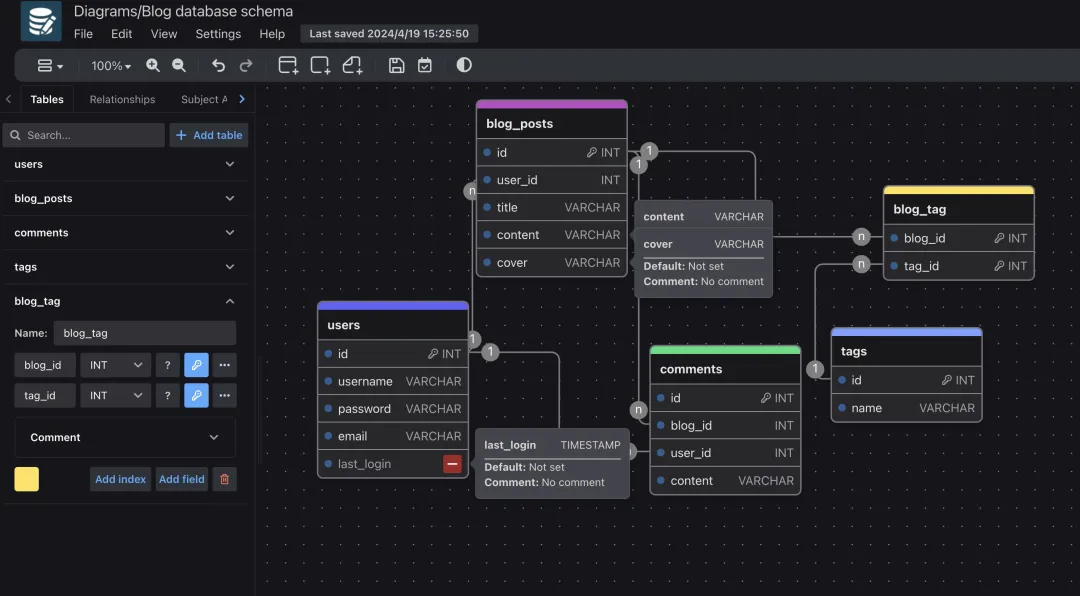 Diagrams/Blog database schema
File Edit View Settings Help Last saved 2024/4/19 15:25:50
100%
Tables Relationships Subject A
Search... + Add table
users
blog_posts
comments
tags
blog_tag
Name: blog_tag
blog_id INT ?
tag_id INT ?
Comment
Add index Add field
blog_posts
id INT
user_id INT
title VARCHAR
content VARCHAR
cover VARCHAR
1
1
n
content VARCHAR
cover VARCHAR
Default: Not set
Comment: No comment
blog_tag
blog_id INT
tag_id INT
n
n
users
id INT
username VARCHAR
password VARCHAR
email VARCHAR
last_login
1
1
last_login TIMESTAMP
Default: Not set
Comment: No comment
comments
id INT
blog_id INT
user_id INT
content VARCHAR
n
tags
id INT
name VARCHAR
1